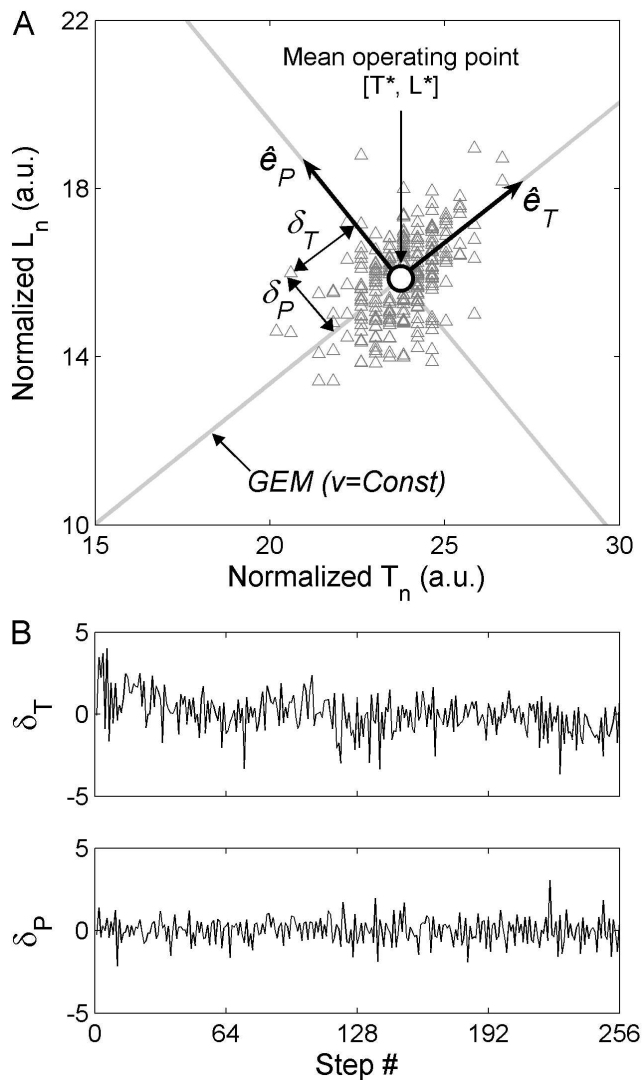 A
22
18
14
10
Normalized L_n (a.u.)
Mean operating point
[T*, L*]
ê_P
ê_T
δ_T
δ_P
GEM (v=Const)
15
20
25
30
Normalized T_n (a.u.)
B
5
0
-5
δ_T
5
0
-5
δ_P
0
64
128
192
256
Step #